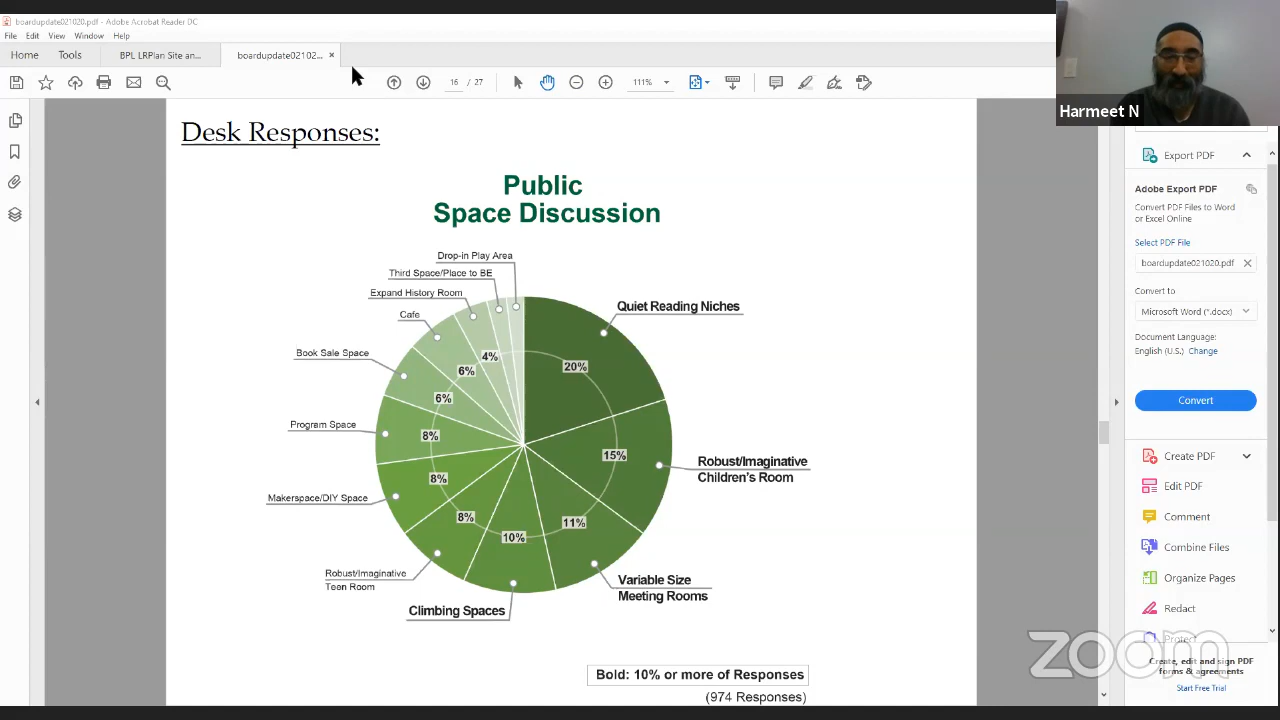 boardupdate021020.pdf - Adobe Acrobat Reader DC
File Edit View Window Help
Home Tools BPL LRPlan Site an... boardupdate02102... ×
16 / 27 111%
Harmeet N
Desk Responses:
Public
Space Discussion
Drop-in Play Area
Third Space/Place to BE
Expand History Room
Cafe
Book Sale Space
Program Space
Makerspace/DIY Space
Robust/Imaginative
Teen Room
Climbing Spaces
Quiet Reading Niches
Robust/Imaginative
Children's Room
Variable Size
Meeting Rooms
20%
15%
11%
10%
8%
8%
8%
6%
6%
4%
Bold: 10% or more of Responses
(974 Responses)
Export PDF
Adobe Export PDF
Convert PDF Files to Word
or Excel Online
Select PDF File
boardupdate021020.pdf
Convert to
Microsoft Word (*.docx)
Document Language:
English (U.S.) Change
Convert
Create PDF
Edit PDF
Comment
Combine Files
Organize Pages
Redact
Protect
Create, edit and sign PDF
forms & agreements
Start Free Trial
zoom